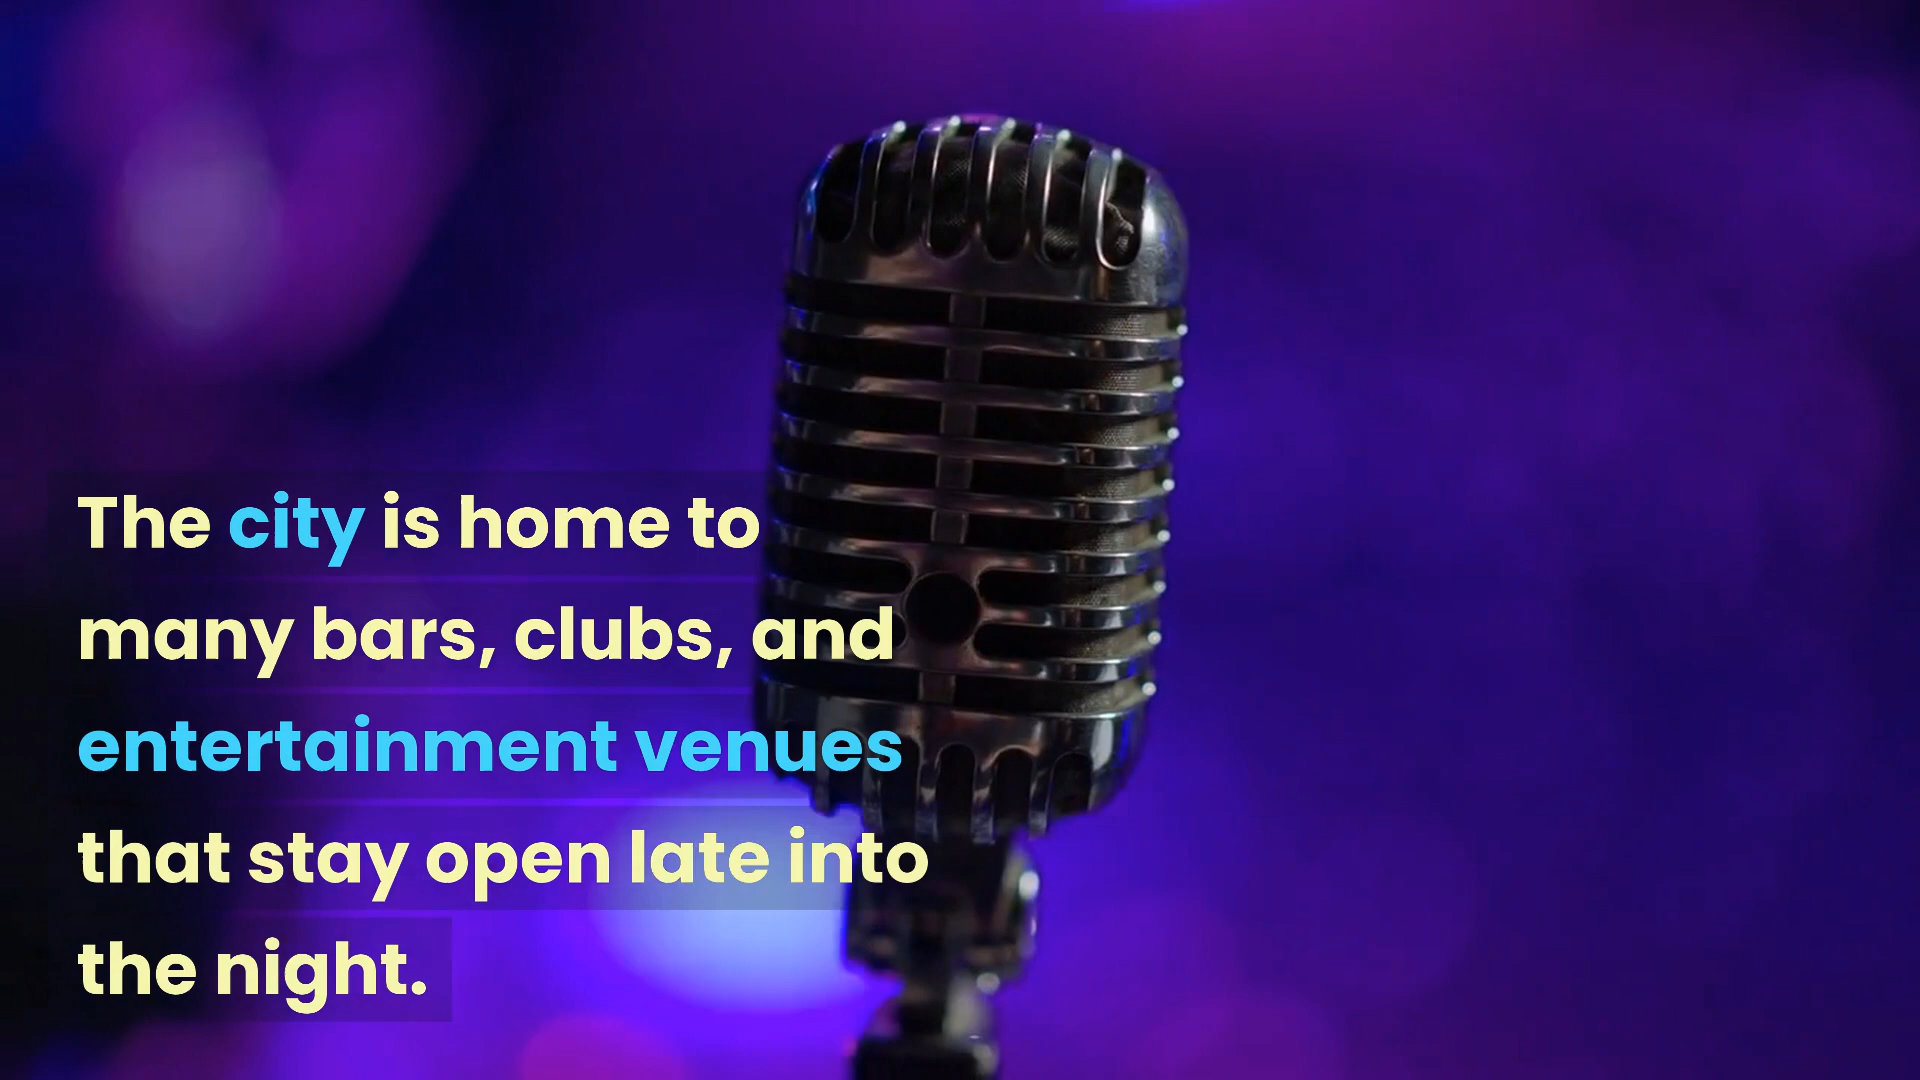 The city is home to
many bars, clubs, and
entertainment venues
that stay open late into
the night.